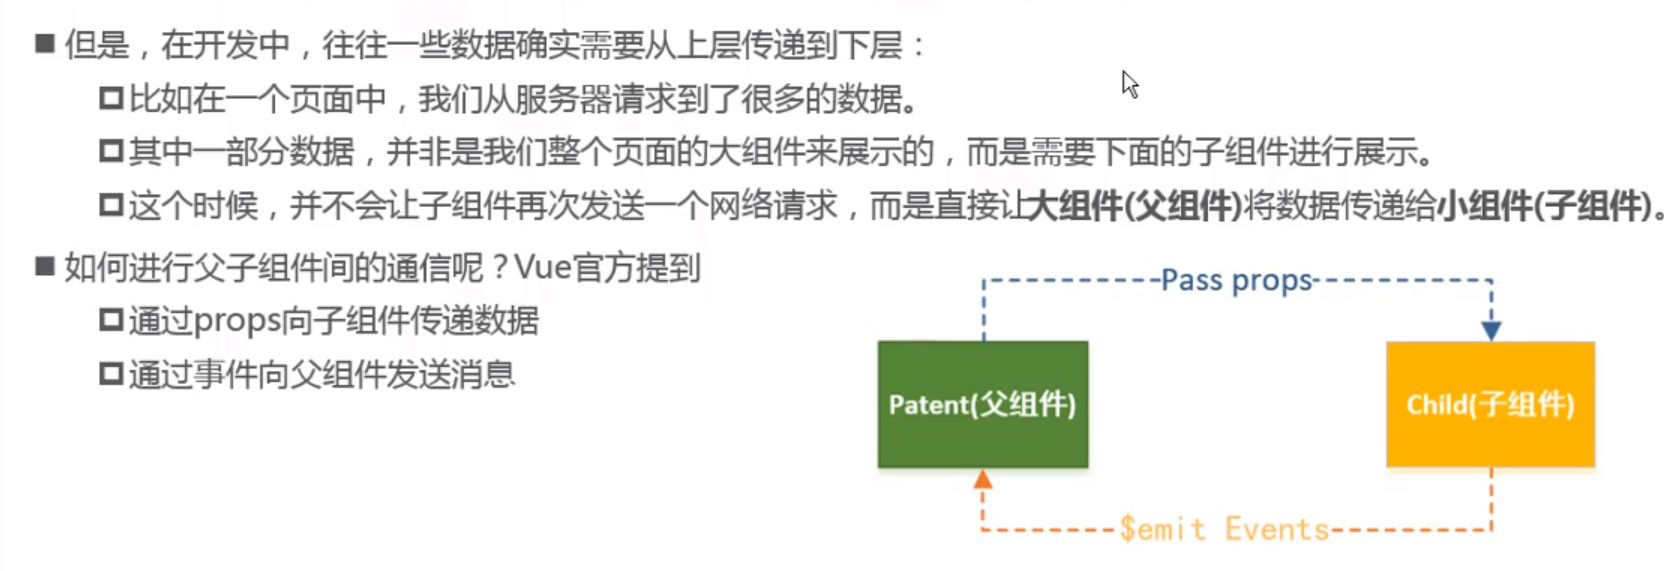 ■ 但是，在开发中，往往一些数据确实需要从上层传递到下层：
❑ 比如在一个页面中，我们从服务器请求到了很多的数据。
❑ 其中一部分数据，并非是我们整个页面的大组件来展示的，而是需要下面的子组件进行展示。
❑ 这个时候，并不会让子组件再次发送一个网络请求，而是直接让大组件(父组件)将数据传递给小组件(子组件)。
■ 如何进行父子组件间的通信呢？Vue官方提到
❑ 通过props向子组件传递数据
❑ 通过事件向父组件发送消息
Pass props
Patent(父组件)
Child(子组件)
$emit Events